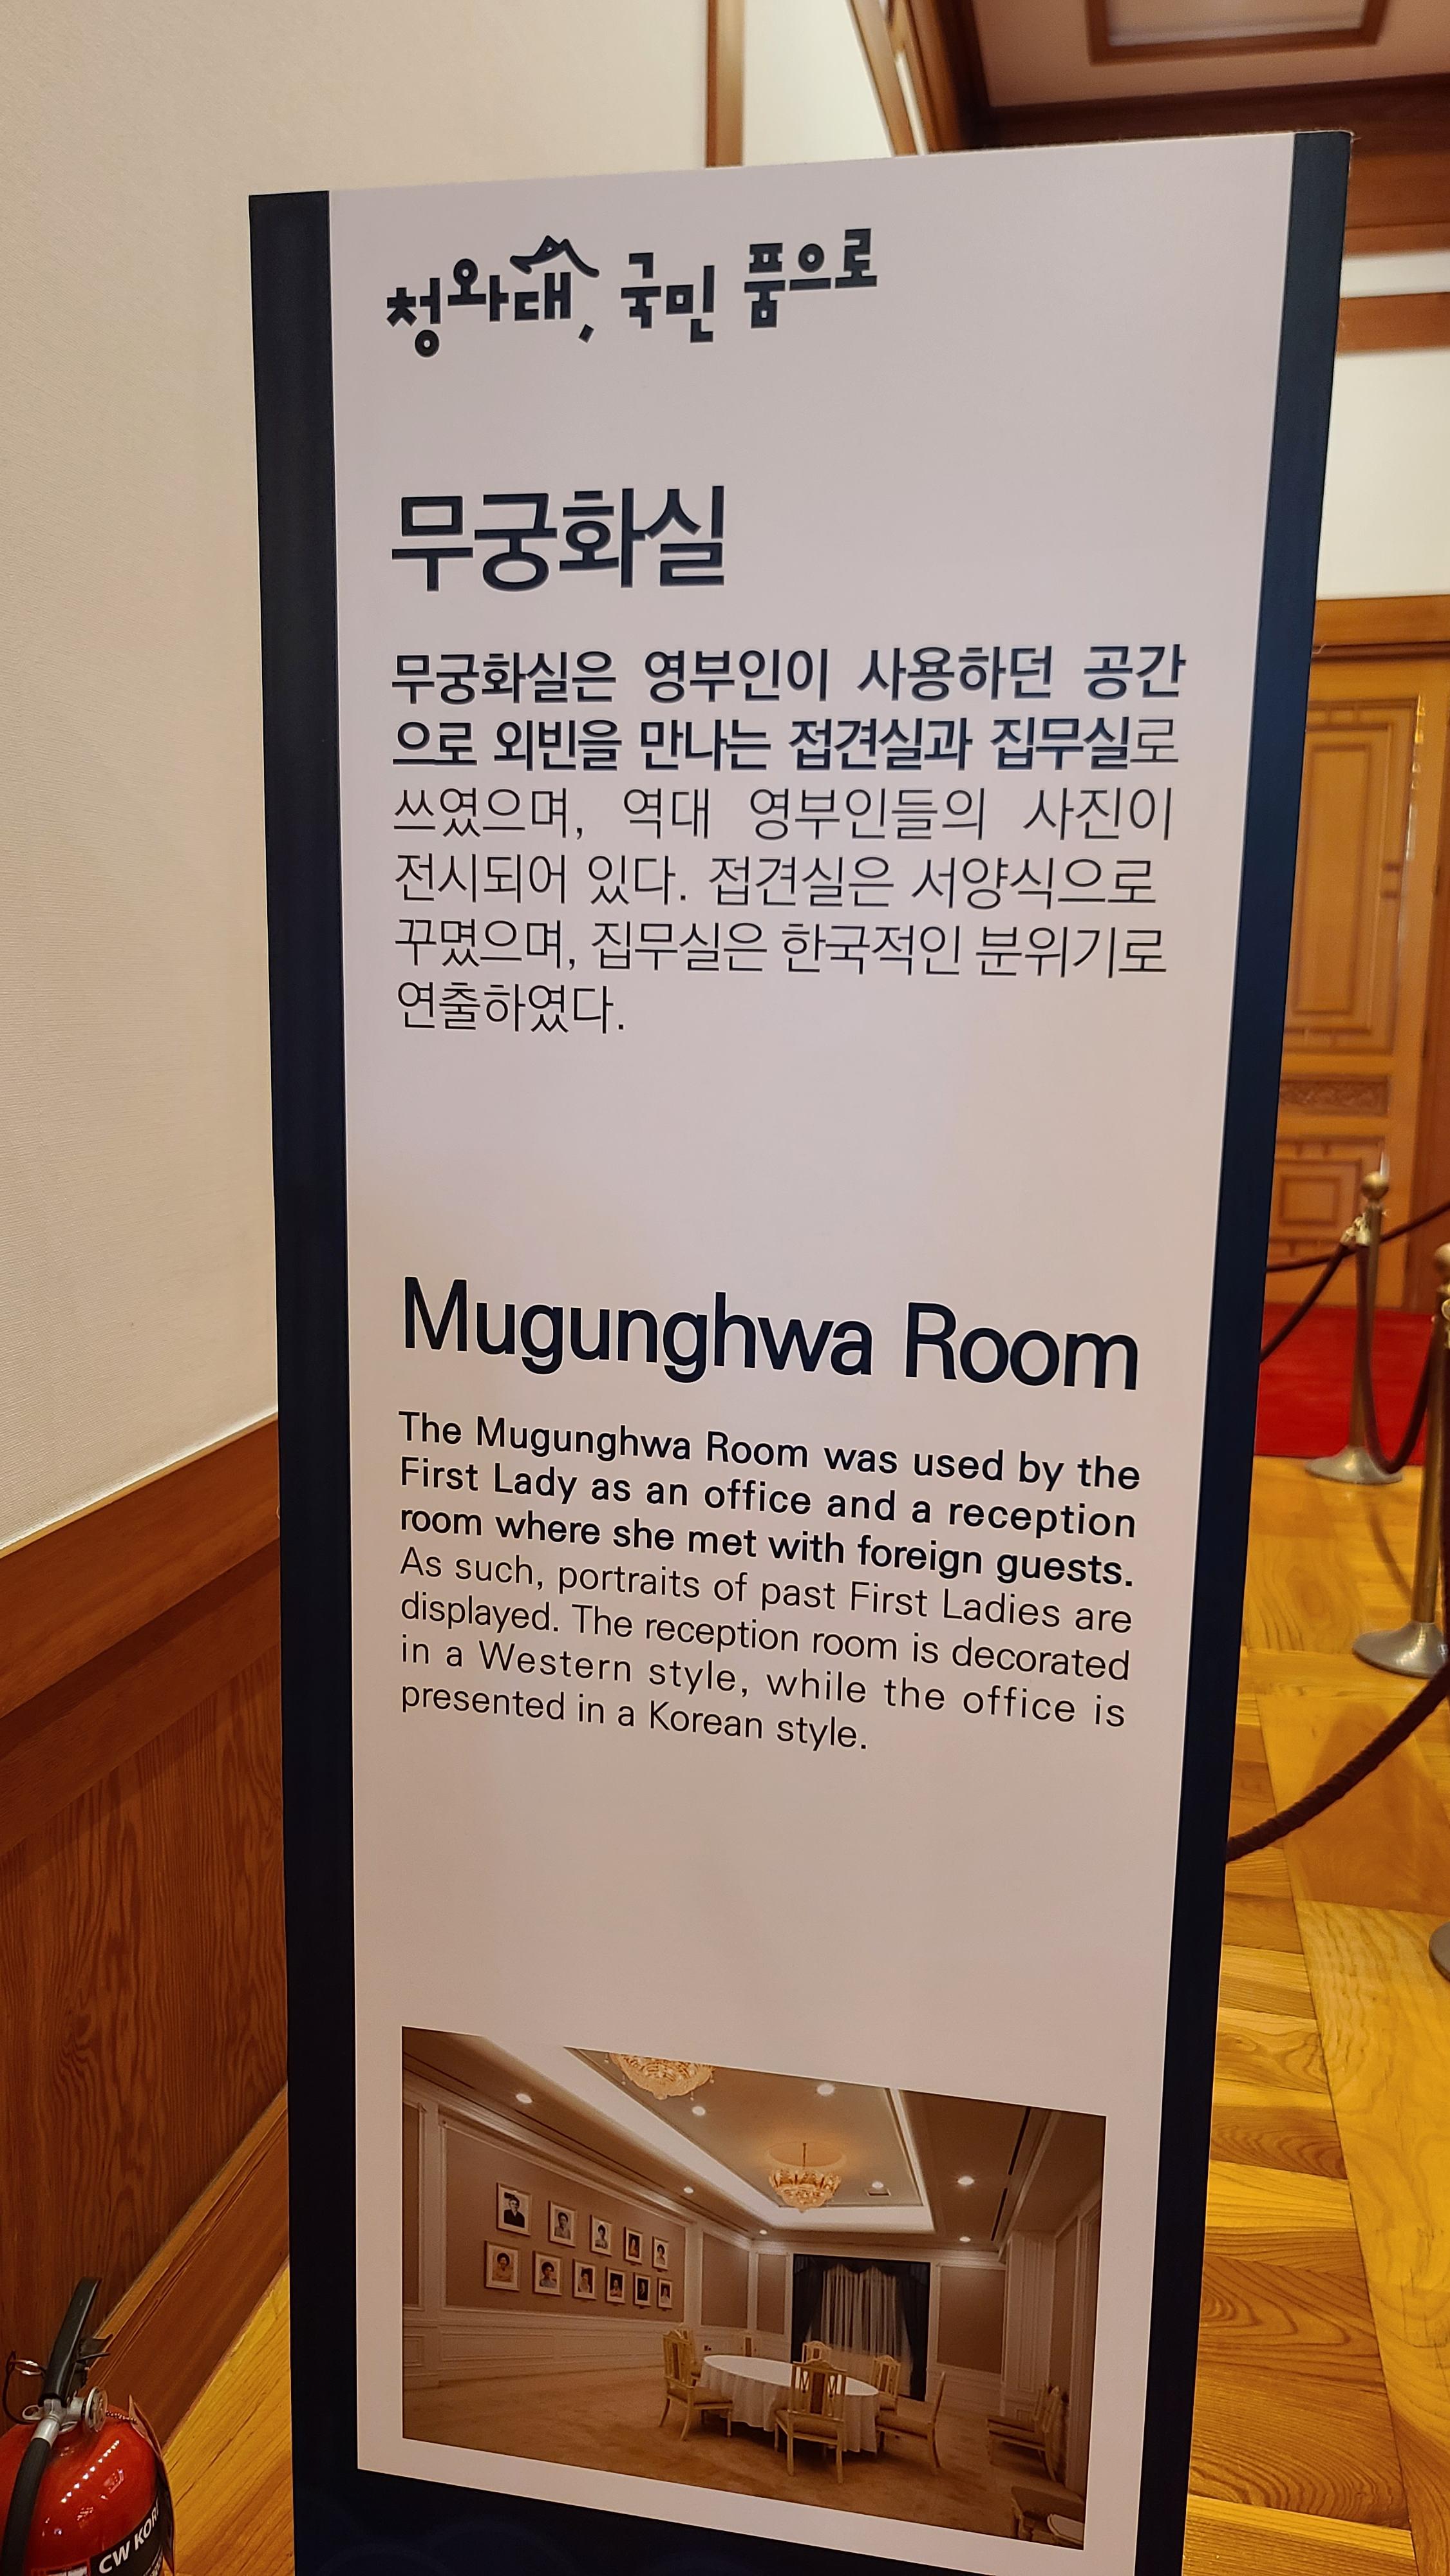 청와대, 국민 품으로
무궁화실
무궁화실은 영부인이 사용하던 공간
으로 외빈을 만나는 접견실과 집무실로
쓰였으며, 역대 영부인들의 사진이
전시되어 있다. 접견실은 서양식으로
꾸몄으며, 집무실은 한국적인 분위기로
연출하였다.
Mugunghwa Room
The Mugunghwa Room was used by the
First Lady as an office and a reception
room where she met with foreign guests.
As such, portraits of past First Ladies are
displayed. The reception room is decorated
in a Western style, while the office is
presented in a Korean style.
CW KOR